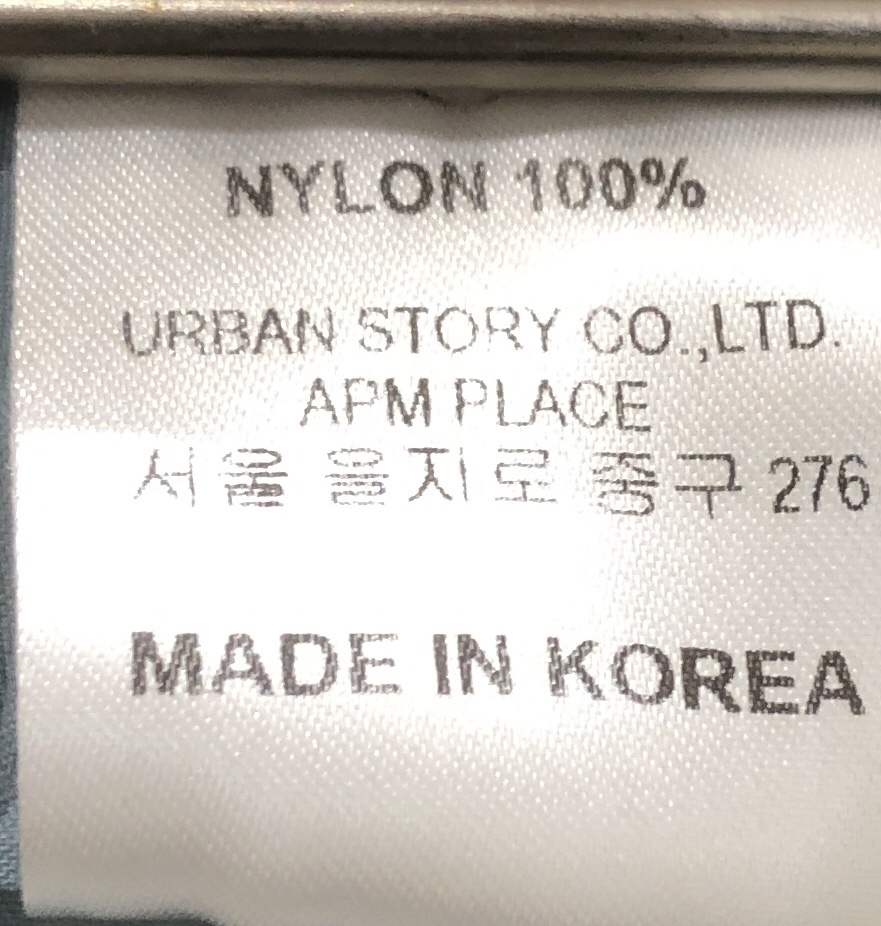 NYLON 100%
URBAN STORY CO.,LTD.
APM PLACE
서울 을지로 중구 276
MADE IN KOREA